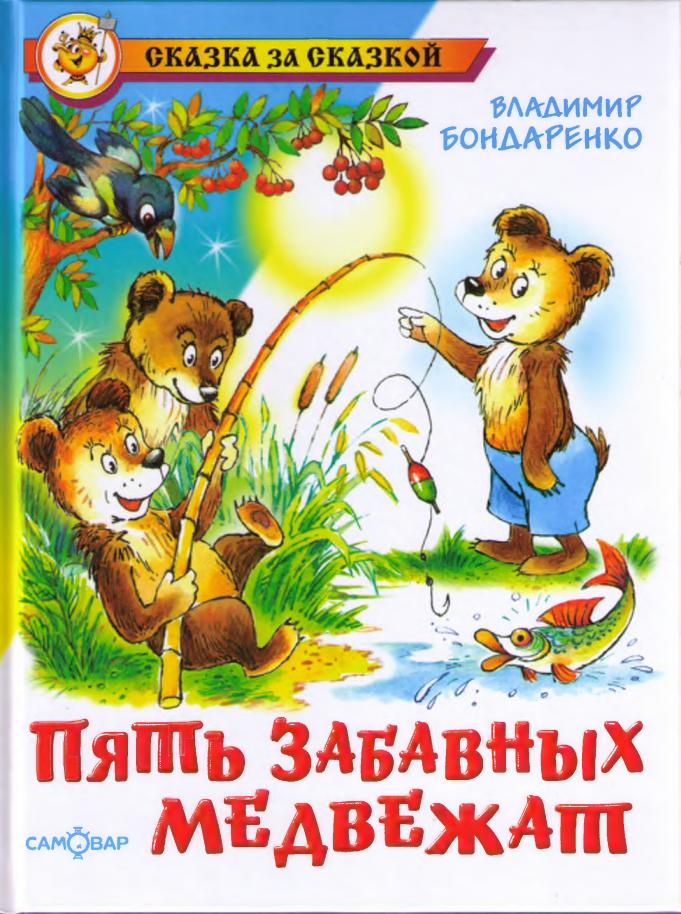 СКАЗКА ЗА СКАЗКОЙ
ВЛАДИМИР
БОНДАРЕНКО
ПЯТЬ ЗАБАВНЫХ
МЕДВЕЖАТ
САМОВАР